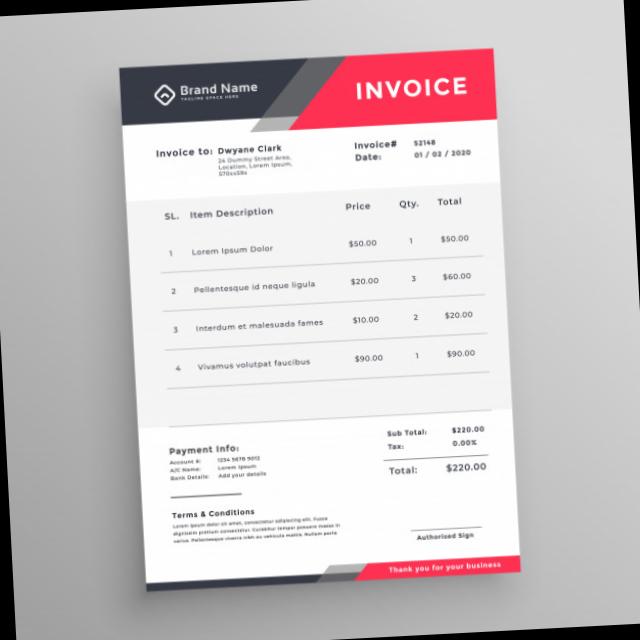 Brand Name
TAGLINE SPACE HERE
INVOICE
Invoice to: Dwyane Clark
24 Dummy Street Area,
Location, Lorem Ipsum,
570xx59x
Invoice# 52148
Date: 01 / 02 / 2020
SL. Item Description Price Qty. Total
1 Lorem Ipsum Dolor $50.00 1 $50.00
2 Pellentesque id neque ligula $20.00 3 $60.00
3 Interdum et malesuada fames $10.00 2 $20.00
4 Vivamus volutpat faucibus $90.00 1 $90.00
Sub Total: $220.00
Tax: 0.00%
Total: $220.00
Payment Info:
Account #: 1234 5678 9012
A/C Name: Lorem Ipsum
Bank Details: Add your details
Terms & Conditions
Lorem ipsum dolor sit amet, consectetur adipiscing elit. Fusce
dignissim pretium consectetur. Curabitur tempor posuere massa in
varius. Pellentesque viverra nibh eu vehicula mattis. Nullam porta
Authorised Sign
Thank you for your business